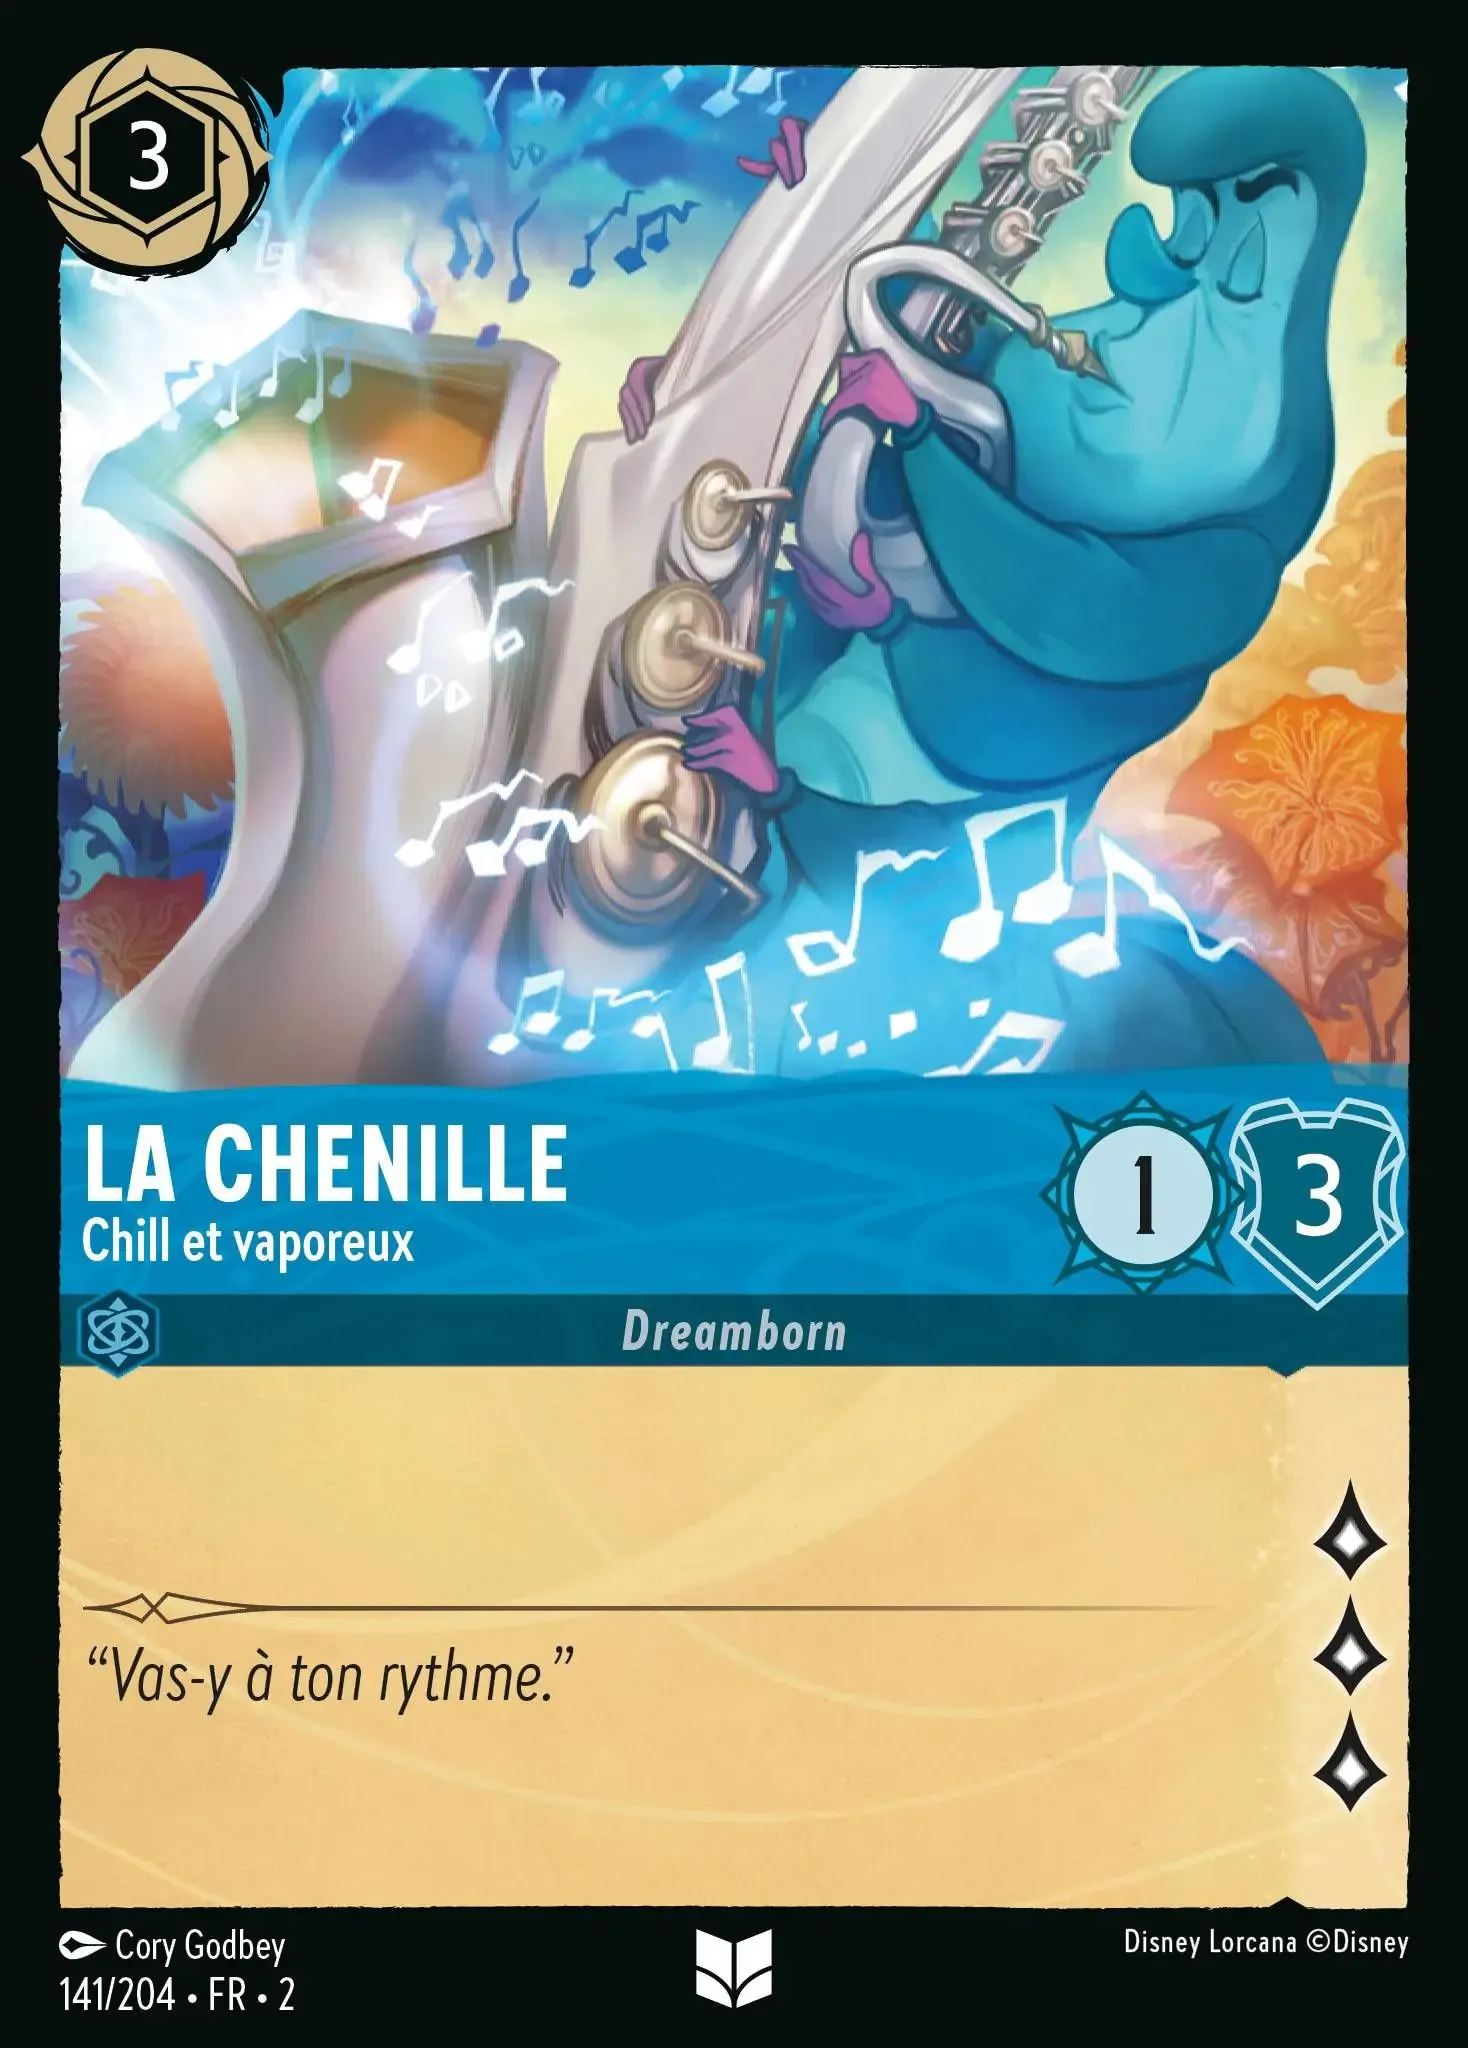 3
LA CHENILLE
Chill et vaporeux
1
3
Dreamborn
“Vas-y à ton rythme.”
Cory Godbey
Disney Lorcana ©Disney
141/204 • FR • 2